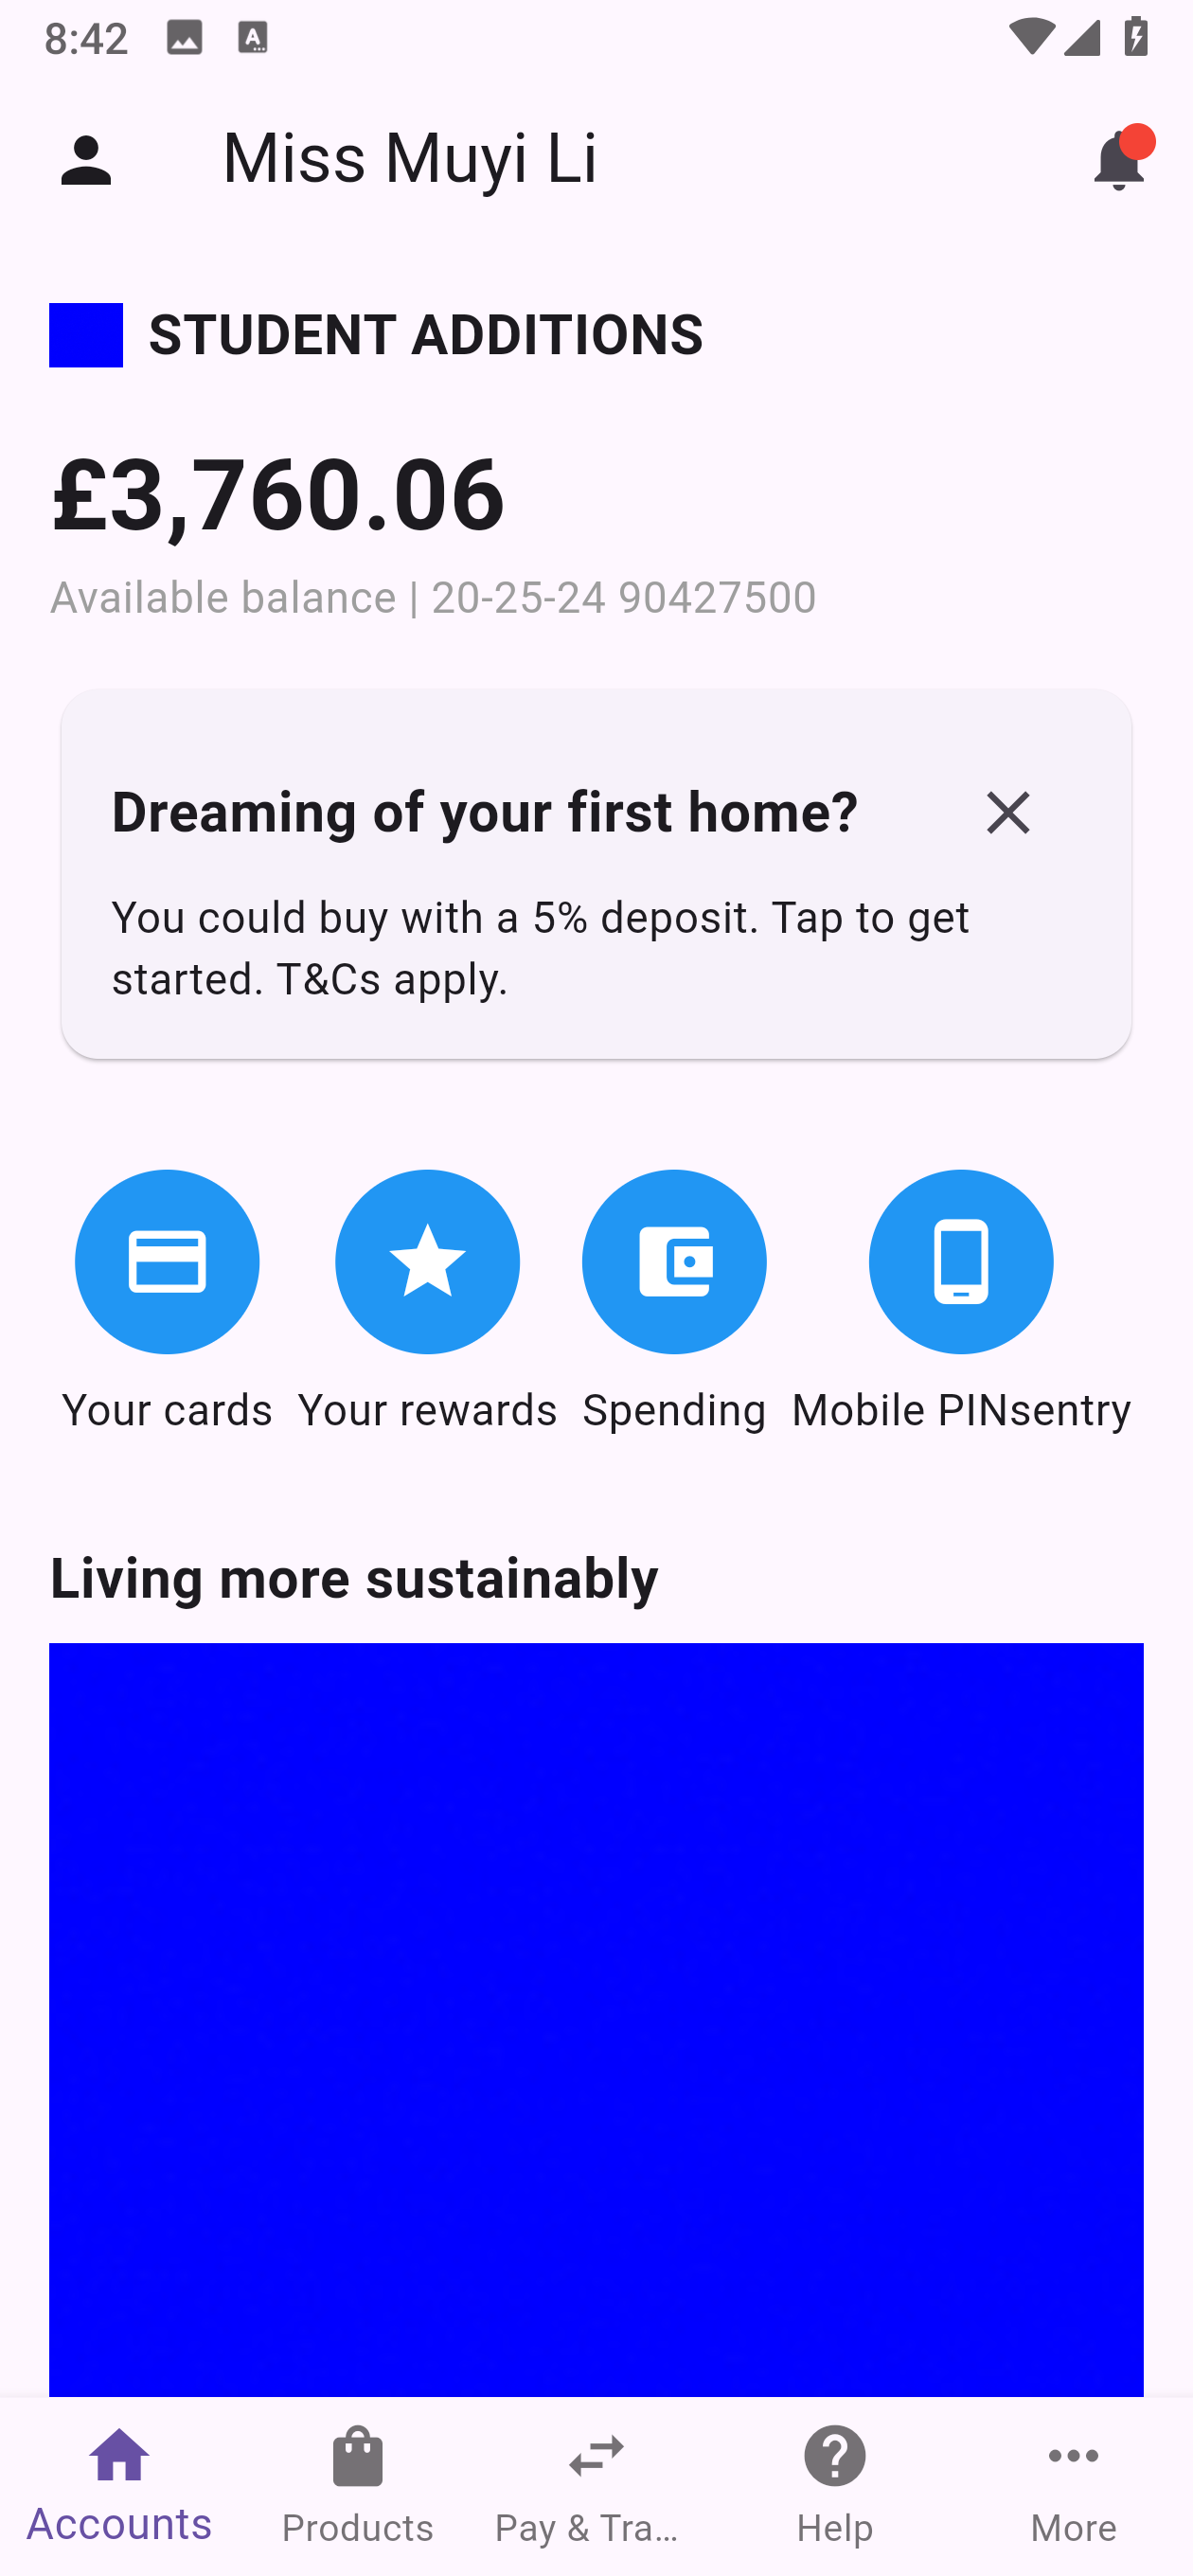 8:42
Miss Muyi Li
STUDENT ADDITIONS
£3,760.06
Available balance | 20-25-24 90427500
Dreaming of your first home?
You could buy with a 5% deposit. Tap to get
started. T&Cs apply.
Your cards
Your rewards
Spending
Mobile PINsentry
Living more sustainably
Accounts
Products
Pay & Tra...
Help
More